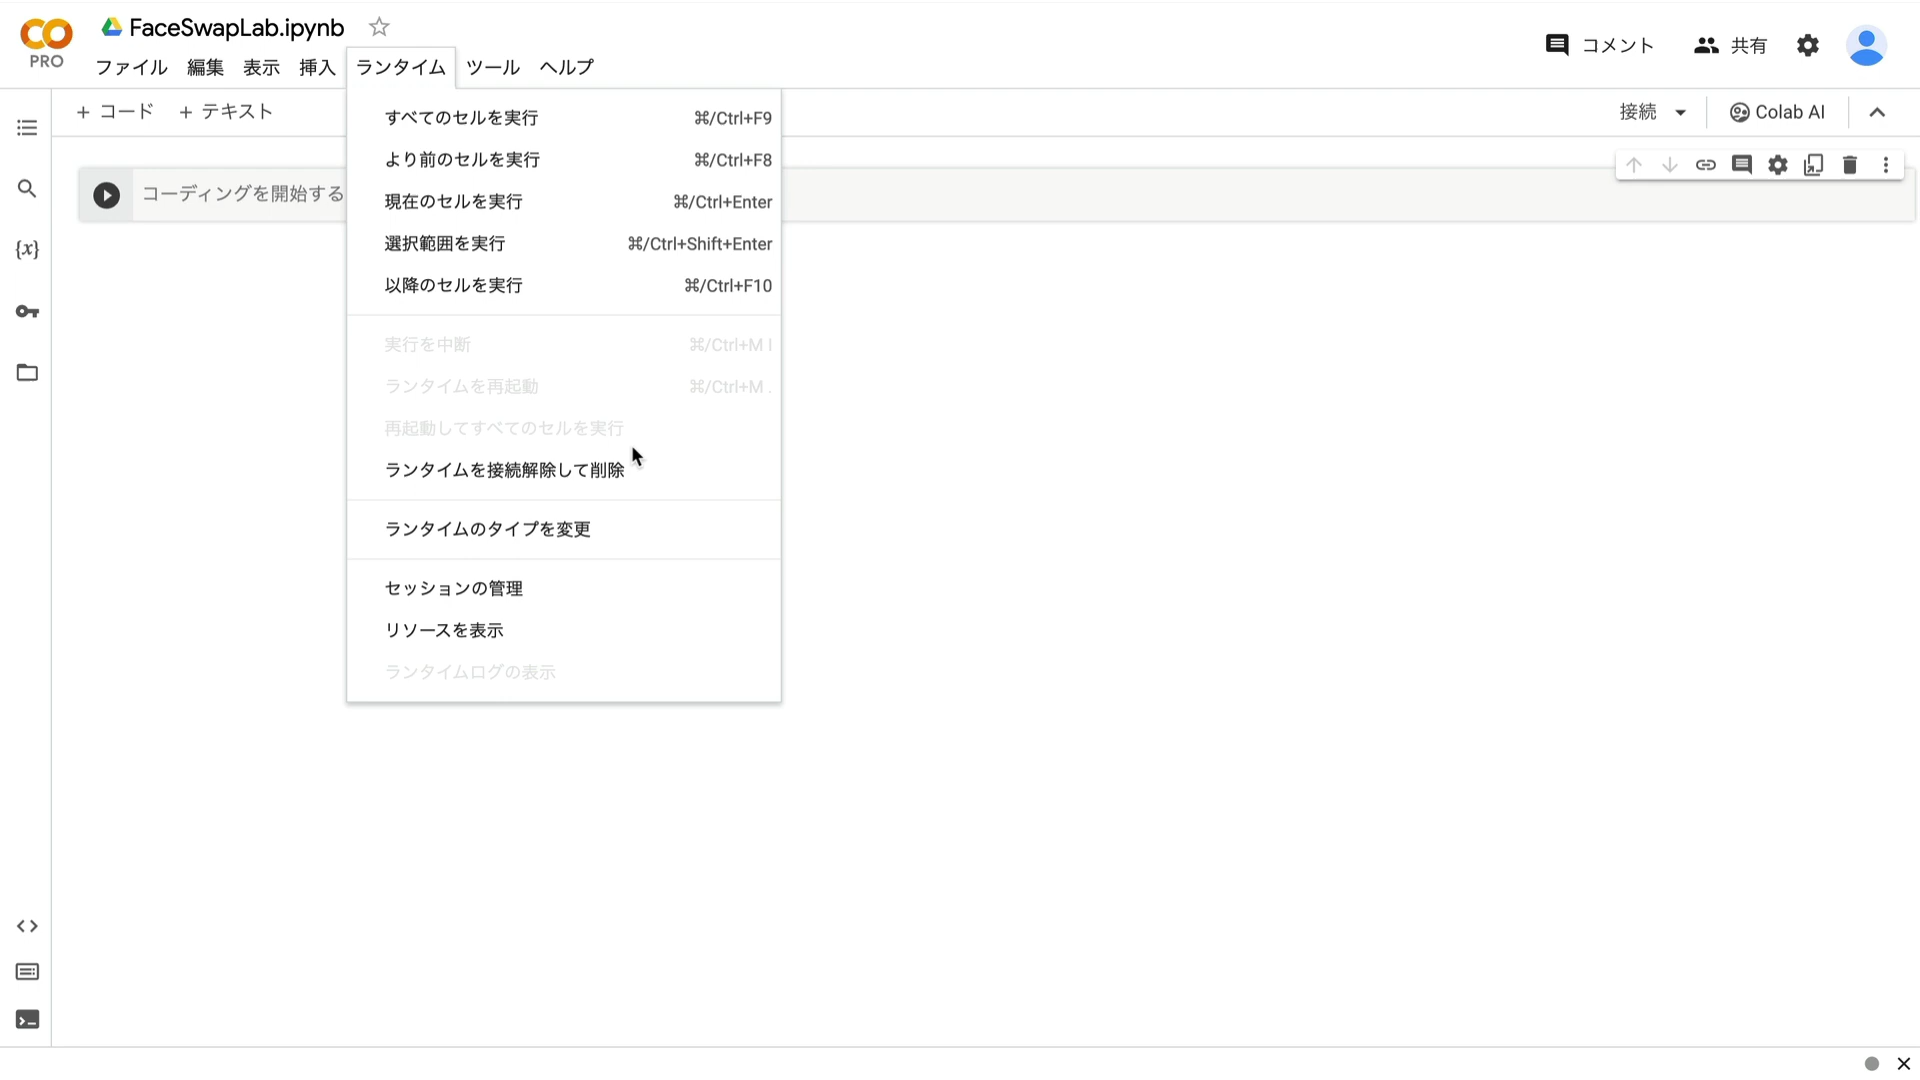 FaceSwapLab.ipynb
PRO
ファイル 編集 表示 挿入 ランタイム ツール ヘルプ
コメント 共有
+ コード + テキスト
接続 Colab AI
コーディングを開始する
{x}
すべてのセルを実行 ⌘/Ctrl+F9
より前のセルを実行 ⌘/Ctrl+F8
現在のセルを実行 ⌘/Ctrl+Enter
選択範囲を実行 ⌘/Ctrl+Shift+Enter
以降のセルを実行 ⌘/Ctrl+F10
実行を中断 ⌘/Ctrl+M I
ランタイムを再起動 ⌘/Ctrl+M .
再起動してすべてのセルを実行
ランタイムを接続解除して削除
ランタイムのタイプを変更
セッションの管理
リソースを表示
ランタイムログの表示